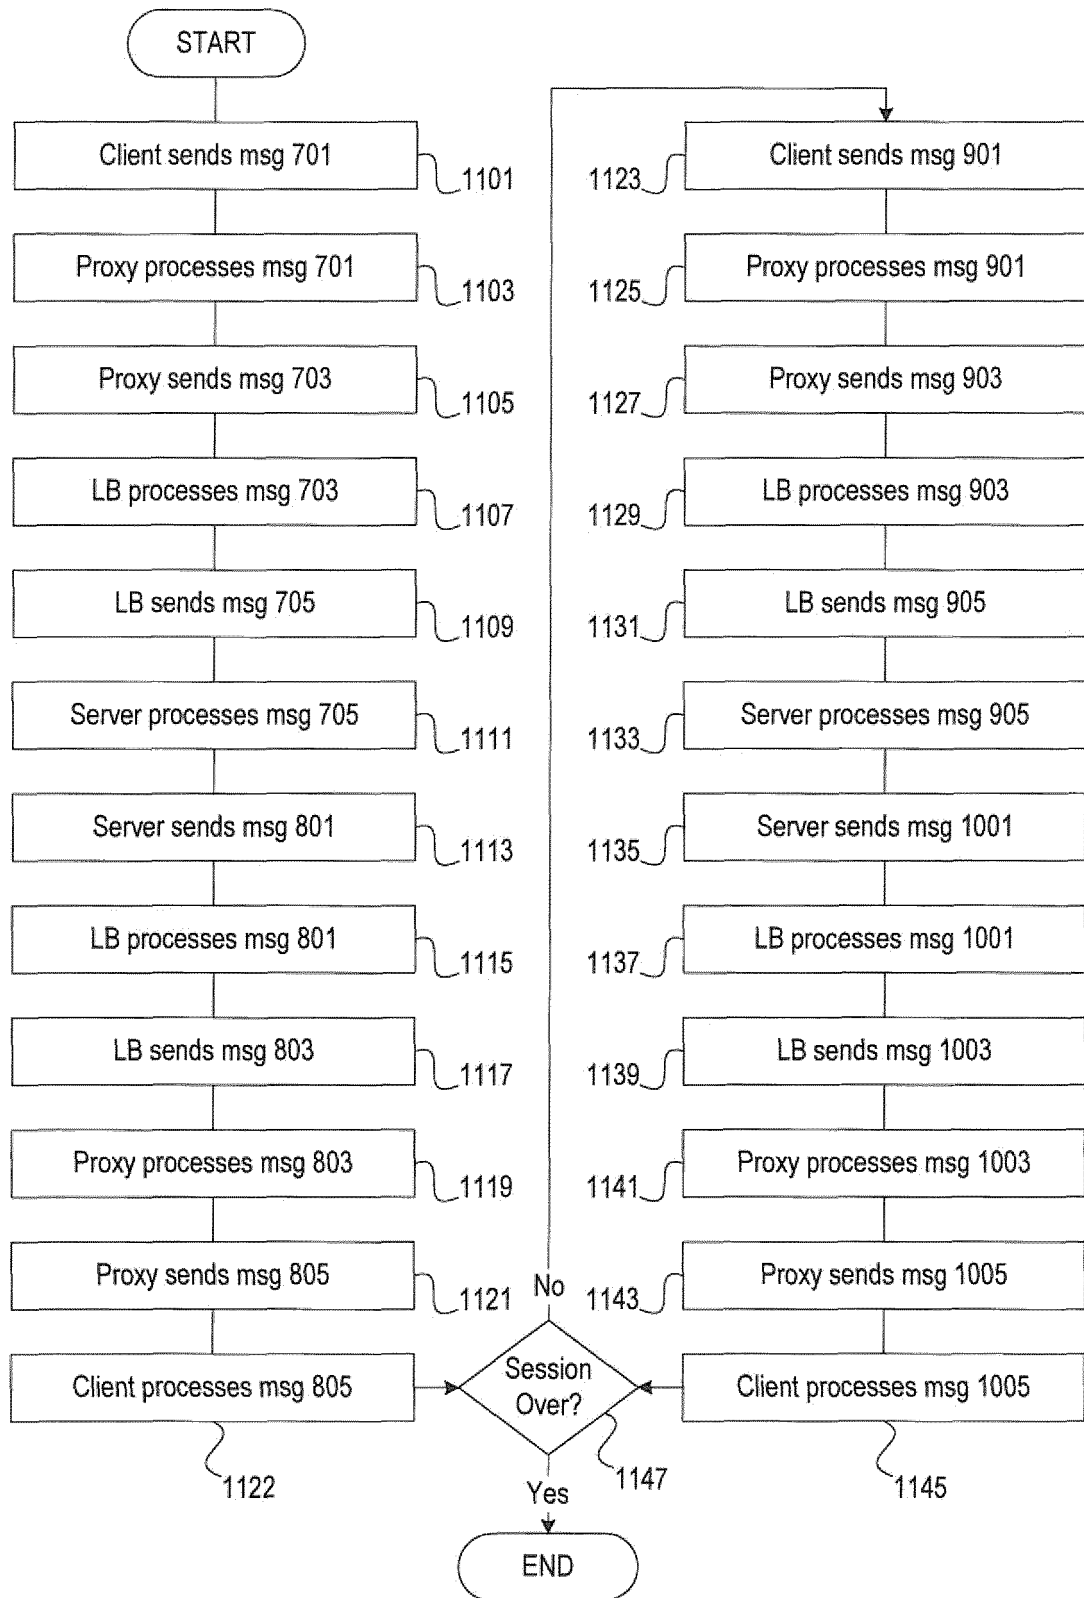 START
Client sends msg 701
1101
Proxy processes msg 701
1103
Proxy sends msg 703
1105
LB processes msg 703
1107
LB sends msg 705
1109
Server processes msg 705
1111
Server sends msg 801
1113
LB processes msg 801
1115
LB sends msg 803
1117
Proxy processes msg 803
1119
Proxy sends msg 805
1121
Client processes msg 805
1122
Client sends msg 901
1123
Proxy processes msg 901
1125
Proxy sends msg 903
1127
LB processes msg 903
1129
LB sends msg 905
1131
Server processes msg 905
1133
Server sends msg 1001
1135
LB processes msg 1001
1137
LB sends msg 1003
1139
Proxy processes msg 1003
1141
Proxy sends msg 1005
1143
Client processes msg 1005
1145
No
Session
Over?
1147
Yes
END